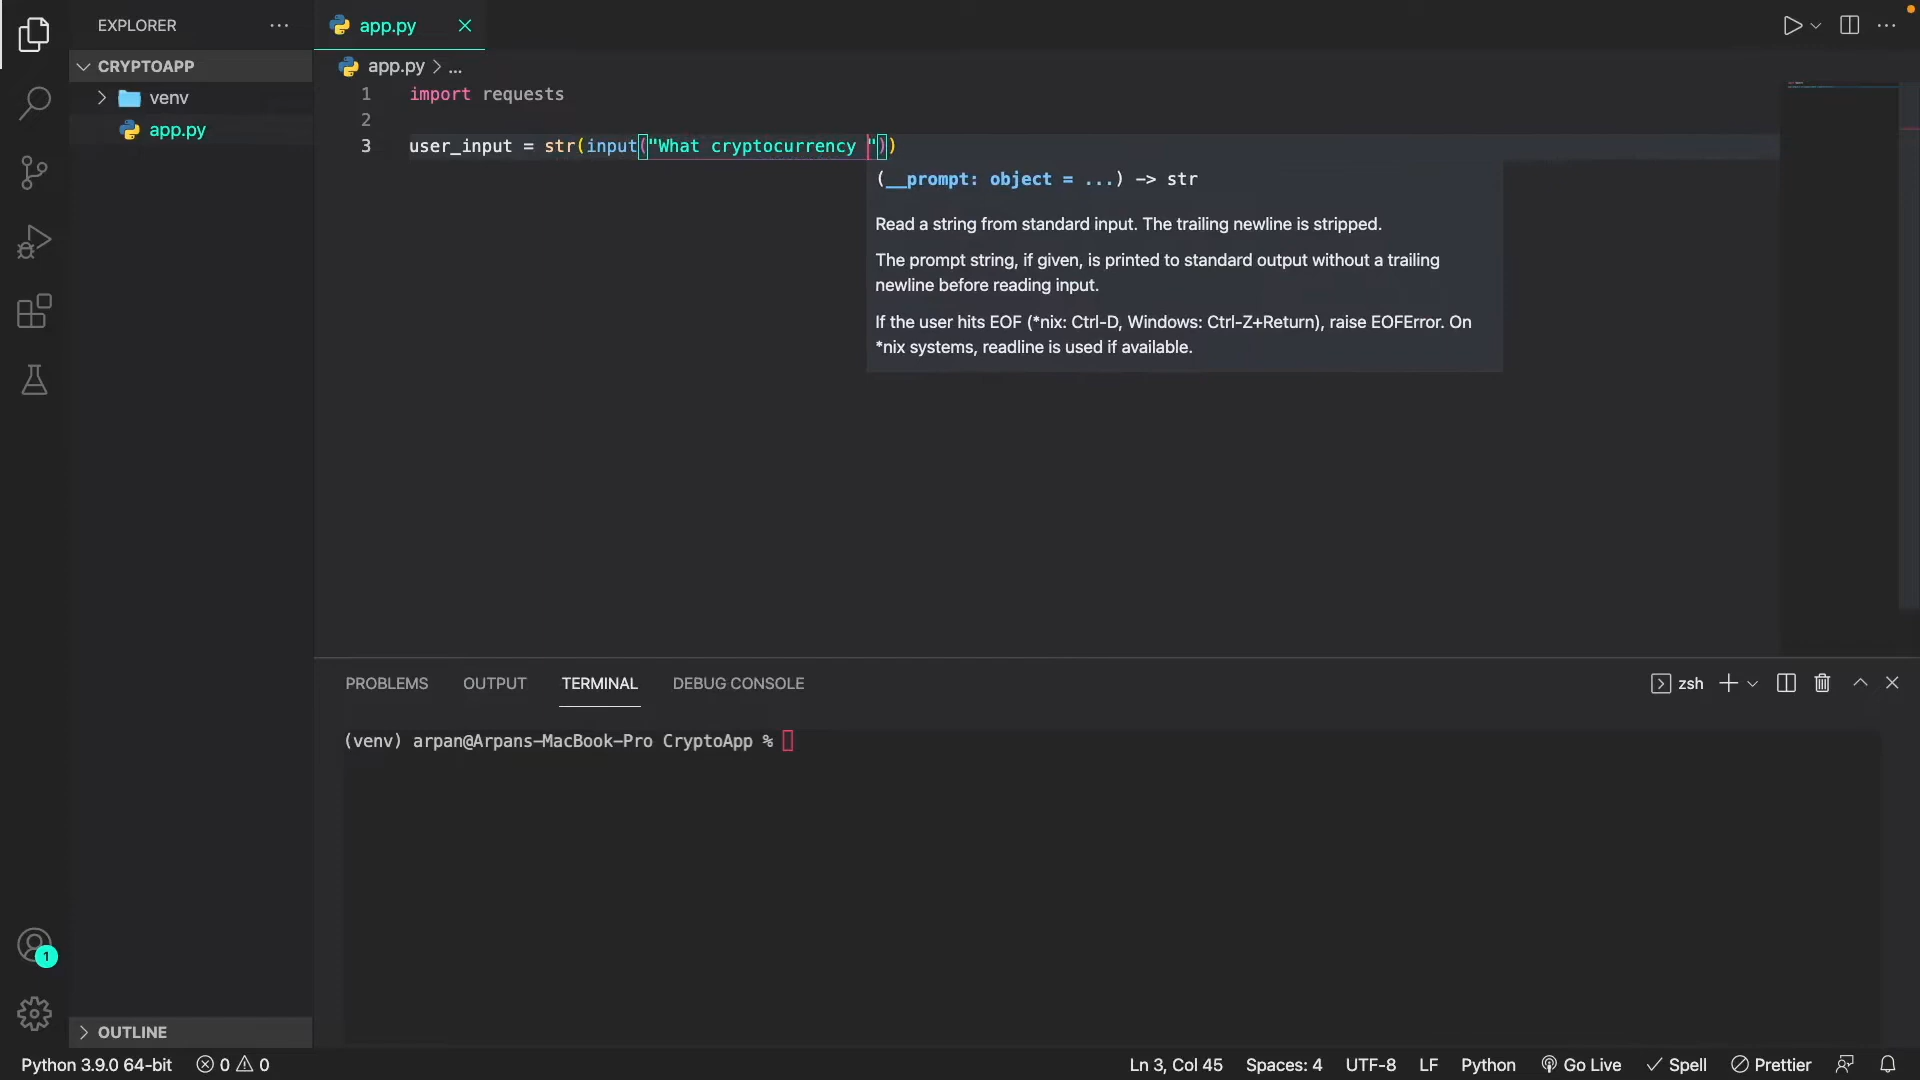 EXPLORER
app.py
CRYPTOAPP
venv
app.py
app.py > ...
1 import requests
2
3 user_input = str(input("What cryptocurrency "))
(__prompt: object = ...) -> str
Read a string from standard input. The trailing newline is stripped.
The prompt string, if given, is printed to standard output without a trailing
newline before reading input.
If the user hits EOF (*nix: Ctrl-D, Windows: Ctrl-Z+Return), raise EOFError. On
*nix systems, readline is used if available.
PROBLEMS OUTPUT TERMINAL DEBUG CONSOLE
zsh
(venv) arpan@Arpans-MacBook-Pro CryptoApp %
1
OUTLINE
Python 3.9.0 64-bit 0 0 Ln 3, Col 45 Spaces: 4 UTF-8 LF Python Go Live Spell Prettier